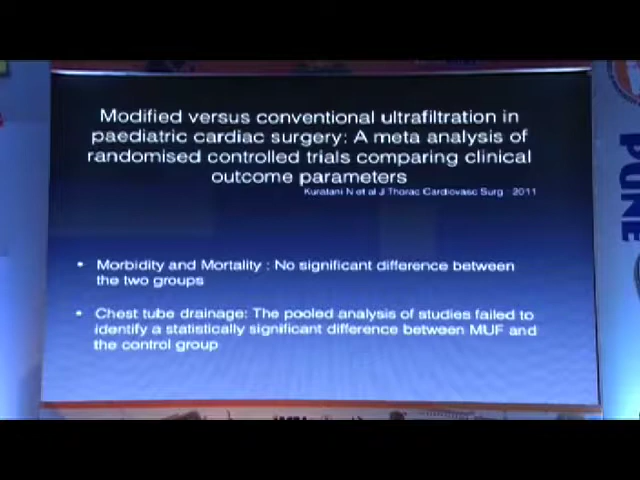 Modified versus conventional ultrafiltration in
paediatric cardiac surgery: A meta analysis of
randomised controlled trials comparing clinical
outcome parameters
Kuratani N et al J Thorac Cardiovasc Surg 2011
• Morbidity and Mortality : No significant difference between
the two groups
• Chest tube drainage: The pooled analysis of studies failed to
identify a statistically significant difference between MUF and
the control group
PUNE